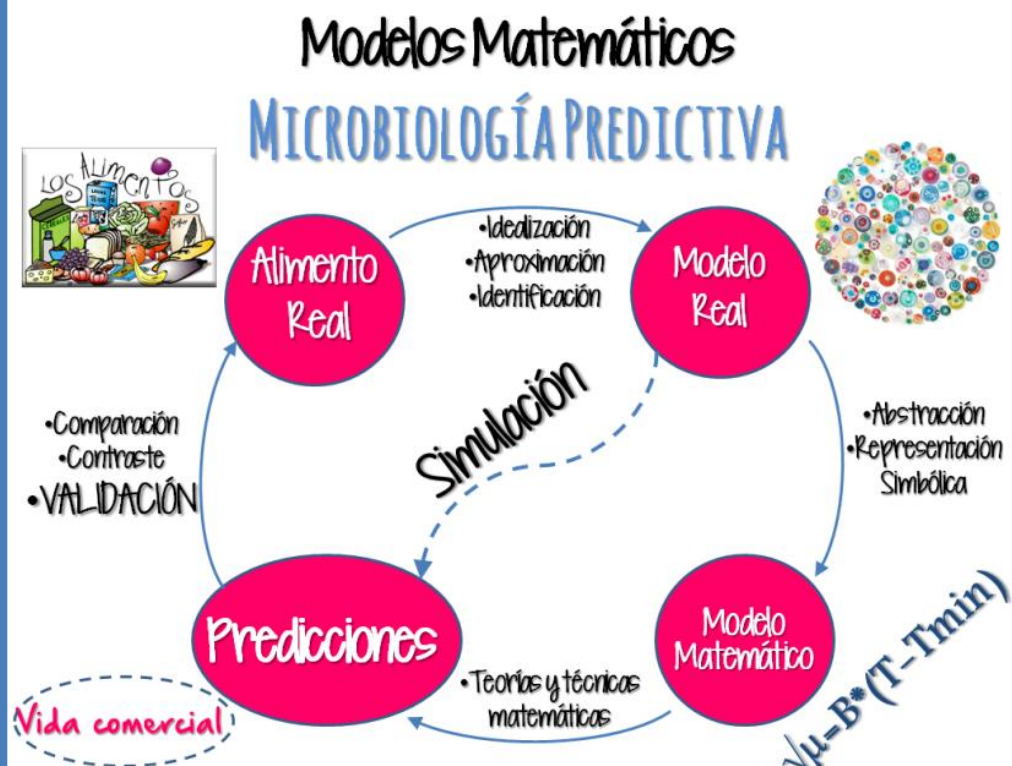 Modelos Matemáticos
MICROBIOLOGÍA PREDICTIVA
LOS ALIMENTOS
Alimento
Real
•Idealización
•Aproximación
•Identificación
Modelo
Real
Simulación
•Comparación
•Contraste
•VALIDACIÓN
•Abstracción
•Representación
Simbólica
Predicciones
Modelo
Matemático
•Teorías y técnicas
matemáticas
Vida comercial
√μ=B*(T-Tmin)